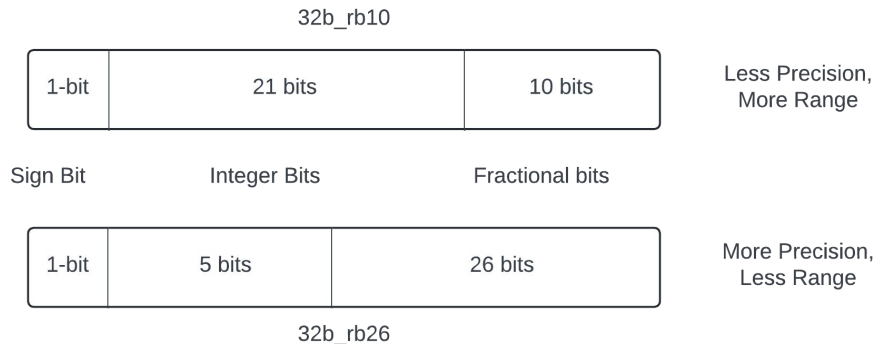 32b_rb10
1-bit
21 bits
10 bits
Less Precision,
More Range
Sign Bit
Integer Bits
Fractional bits
1-bit
5 bits
26 bits
More Precision,
Less Range
32b_rb26